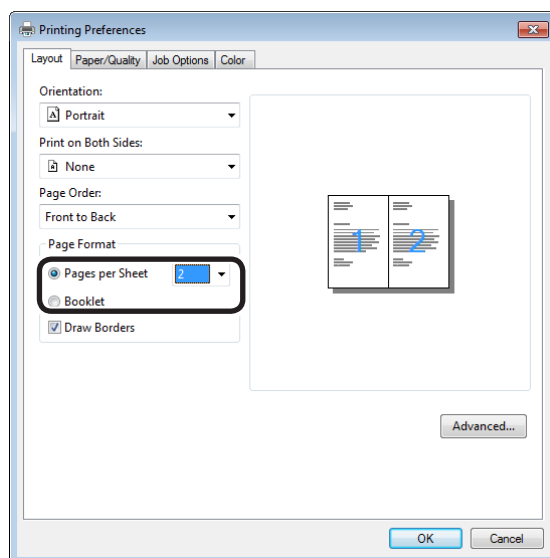 Printing Preferences
Layout Paper/Quality Job Options Color
Orientation:
A Portrait
Print on Both Sides:
None
Page Order:
Front to Back
Page Format
Pages per Sheet 2
Booklet
Draw Borders
1 2
Advanced...
OK Cancel